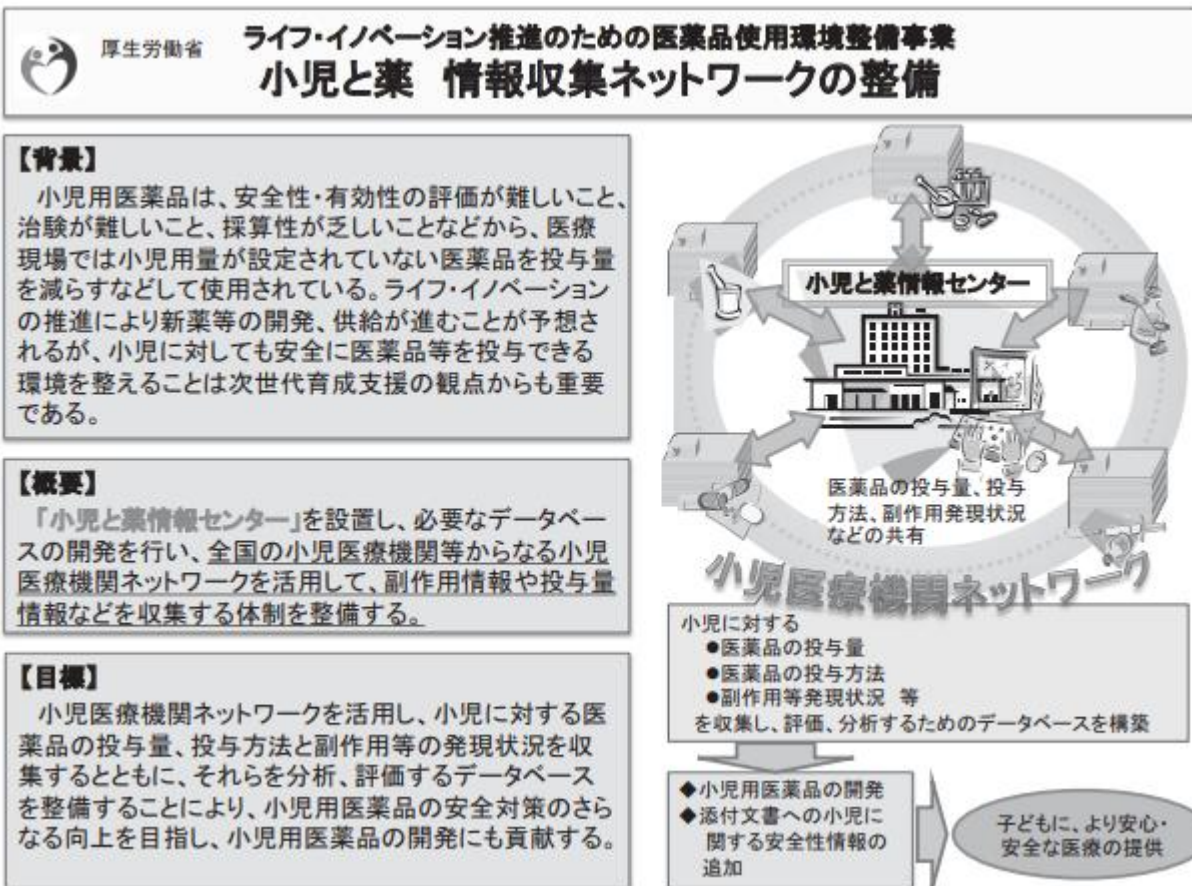 厚生労働省
ライフ・イノベーション推進のための医薬品使用環境整備事業
小児と薬 情報収集ネットワークの整備
【背景】
小児用医薬品は、安全性・有効性の評価が難しいこと、
治験が難しいこと、採算性が乏しいことなどから、医療
現場では小児用量が設定されていない医薬品を投与量
を減らすなどして使用されている。ライフ・イノベーション
の推進により新薬等の開発、供給が進むことが予想さ
れるが、小児に対しても安全に医薬品等を投与できる
環境を整えることは次世代育成支援の観点からも重要
である。
【概要】
「小児と薬情報センター」を設置し、必要なデータベー
スの開発を行い、全国の小児医療機関等からなる小児
医療機関ネットワークを活用して、副作用情報や投与量
情報などを収集する体制を整備する。
【目標】
小児医療機関ネットワークを活用し、小児に対する医
薬品の投与量、投与方法と副作用等の発現状況を収
集するとともに、それらを分析、評価するデータベース
を整備することにより、小児用医薬品の安全対策のさら
なる向上を目指し、小児用医薬品の開発にも貢献する。
小児と薬情報センター
医薬品の投与量、投与
方法、副作用発現状況
などの共有
小児医療機関ネットワーク
小児に対する
●医薬品の投与量
●医薬品の投与方法
●副作用等発現状況 等
を収集し、評価、分析するためのデータベースを構築
◆小児用医薬品の開発
◆添付文書への小児に
関する安全性情報の
追加
子どもに、より安心・
安全な医療の提供